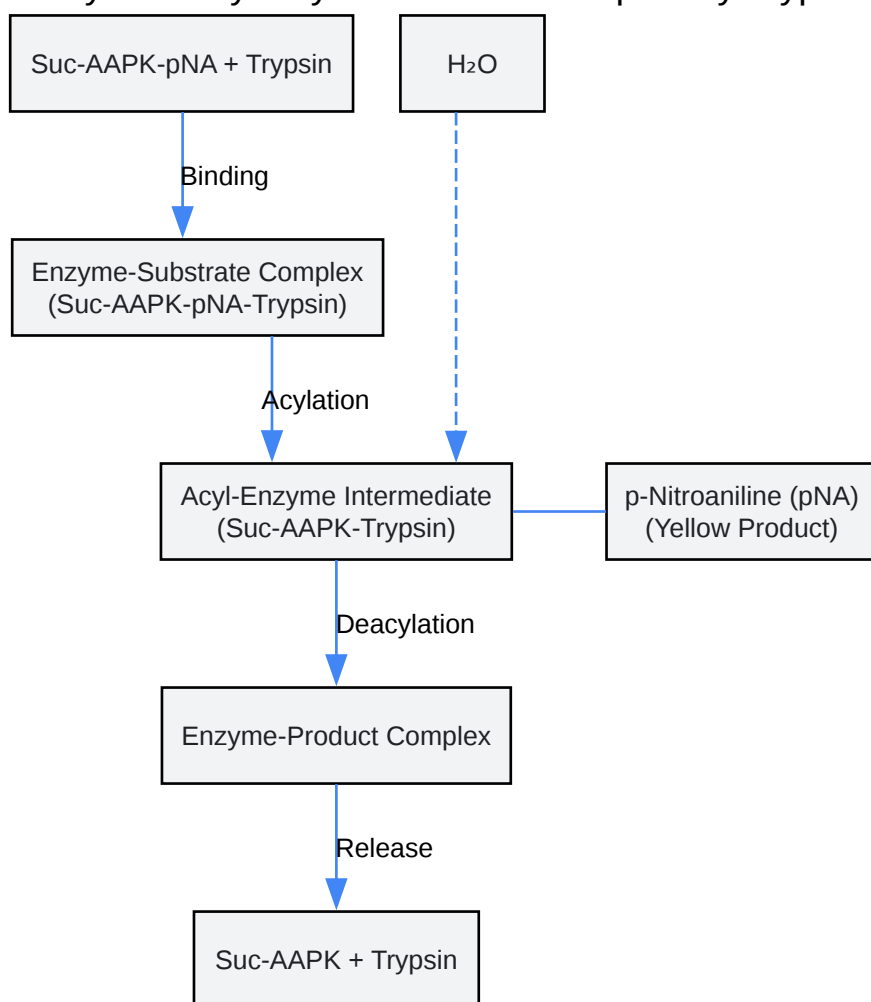 Suc-AAPK-pNA + Trypsin
H₂O
Binding
Enzyme-Substrate Complex
(Suc-AAPK-pNA-Trypsin)
Acylation
Acyl-Enzyme Intermediate
(Suc-AAPK-Trypsin)
p-Nitroaniline (pNA)
(Yellow Product)
Deacylation
Enzyme-Product Complex
Release
Suc-AAPK + Trypsin